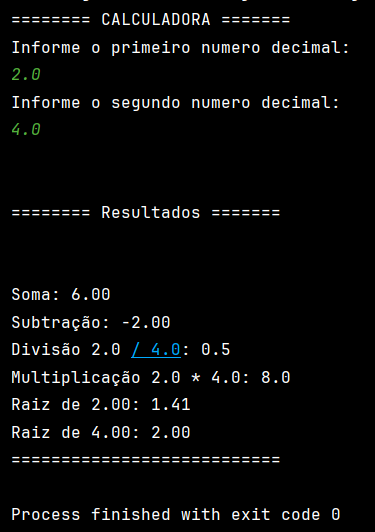 ======== CALCULADORA =======
Informe o primeiro numero decimal:
2.0
Informe o segundo numero decimal:
4.0
======== Resultados =======
Soma: 6.00
Subtração: -2.00
Divisão 2.0 / 4.0: 0.5
Multiplicação 2.0 * 4.0: 8.0
Raiz de 2.00: 1.41
Raiz de 4.00: 2.00
===========================
Process finished with exit code 0